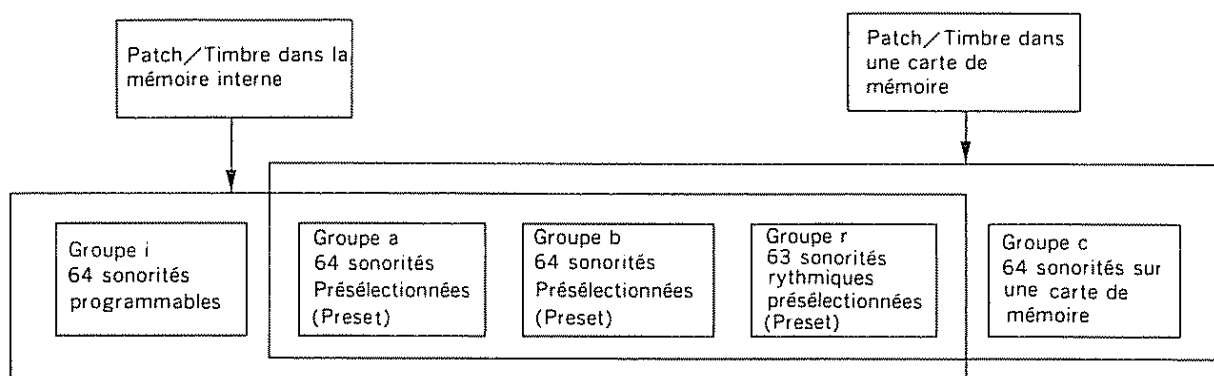 Patch/Timbre dans la
mémoire interne
Patch/Timbre dans
une carte de
mémoire
Groupe i
64 sonorités
programmables
Groupe a
64 sonorités
Présélectionnées
(Preset)
Groupe b
64 sonorités
Présélectionnées
(Preset)
Groupe r
63 sonorités
rythmiques
présélectionnées
(Preset)
Groupe c
64 sonorités sur
une carte de
mémoire